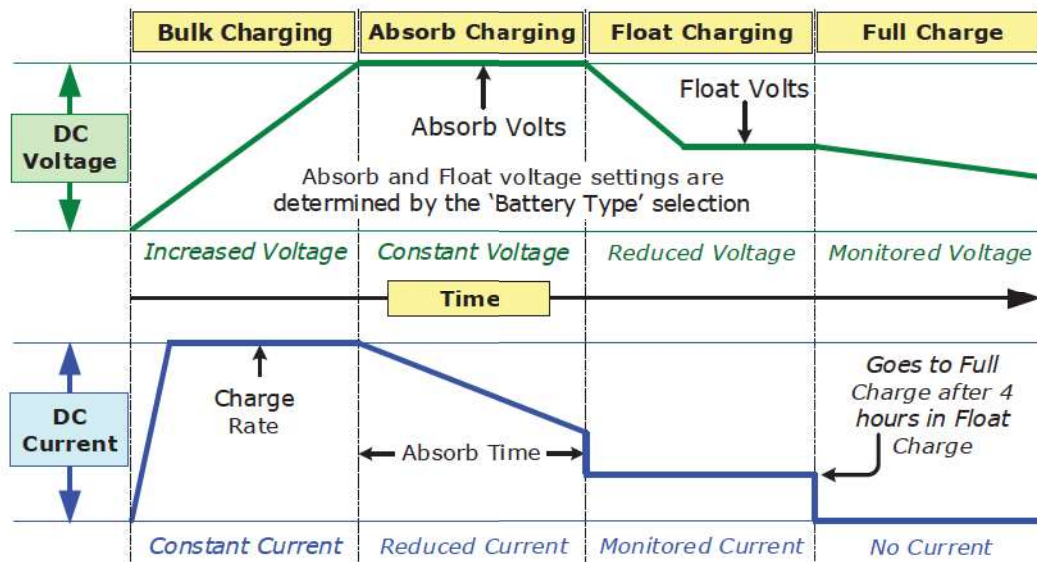 Bulk Charging
Absorb Charging
Float Charging
Full Charge
DC
Voltage
Absorb Volts
Float Volts
Absorb and Float voltage settings are
determined by the ‘Battery Type’ selection
Increased Voltage
Constant Voltage
Reduced Voltage
Monitored Voltage
Time
DC
Current
Charge
Rate
Absorb Time
Goes to Full
Charge after 4
hours in Float
Charge
Constant Current
Reduced Current
Monitored Current
No Current